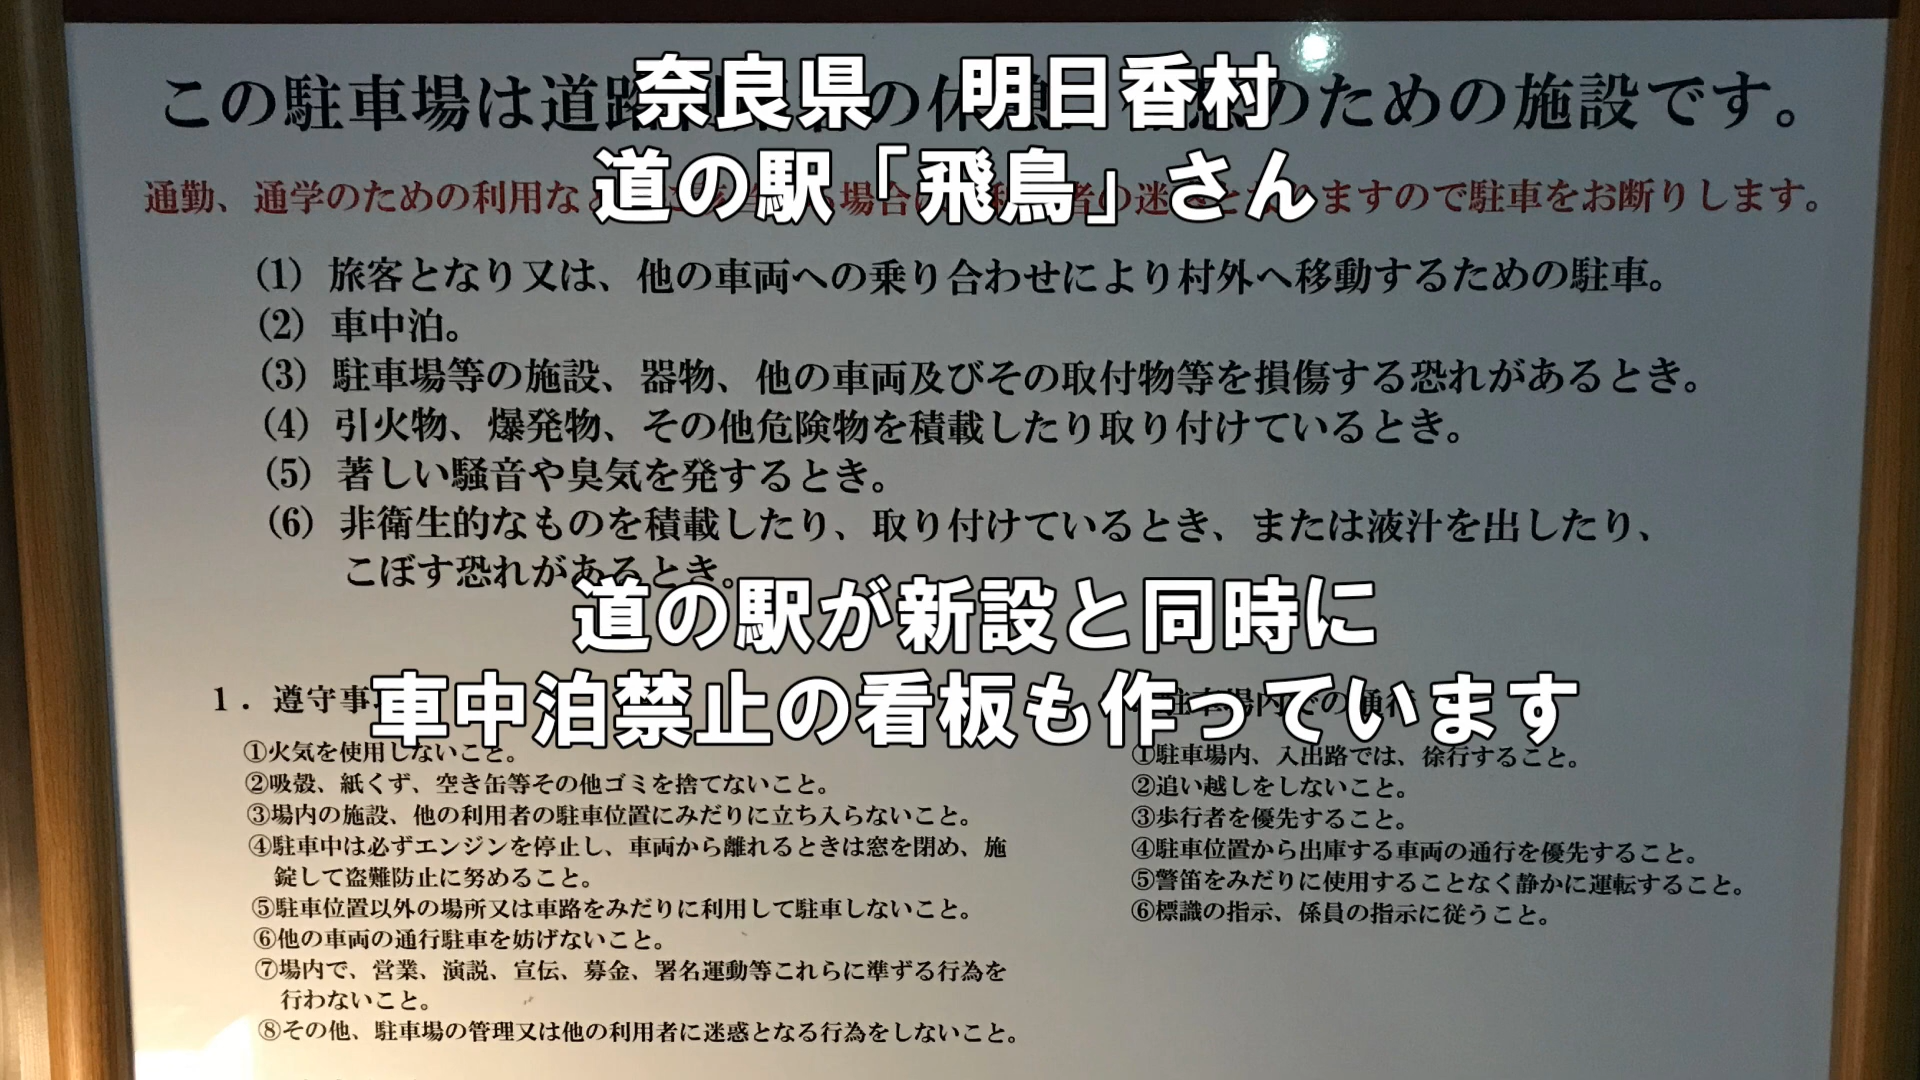 奈良県　明日香村
道の駅「飛鳥」さん
この駐車場は道路の休のための施設です。
通勤、通学のための利用な場合者の迷ますので駐車をお断りします。
(1) 旅客となり又は、他の車両への乗り合わせにより村外へ移動するための駐車。
(2) 車中泊。
(3) 駐車場等の施設、器物、他の車両及びその取付物等を損傷する恐れがあるとき。
(4) 引火物、爆発物、その他危険物を積載したり取り付けているとき。
(5) 著しい騒音や臭気を発するとき。
(6) 非衛生的なものを積載したり、取り付けているとき、または液汁を出したり、
こぼす恐れがあるとき。
道の駅が新設と同時に
車中泊禁止の看板も作っています
1．遵守事
①火気を使用しないこと。
②吸殻、紙くず、空き缶等その他ゴミを捨てないこと。
③場内の施設、他の利用者の駐車位置にみだりに立ち入らないこと。
④駐車中は必ずエンジンを停止し、車両から離れるときは窓を閉め、施
錠して盗難防止に努めること。
⑤駐車位置以外の場所又は車路をみだりに利用して駐車しないこと。
⑥他の車両の通行駐車を妨げないこと。
⑦場内で、営業、演説、宣伝、募金、署名運動等これらに準ずる行為を
行わないこと。
⑧その他、駐車場の管理又は他の利用者に迷惑となる行為をしないこと。
駐車場内での通行
①駐車場内、入出路では、徐行すること。
②追い越しをしないこと。
③歩行者を優先すること。
④駐車位置から出庫する車両の通行を優先すること。
⑤警笛をみだりに使用することなく静かに運転すること。
⑥標識の指示、係員の指示に従うこと。